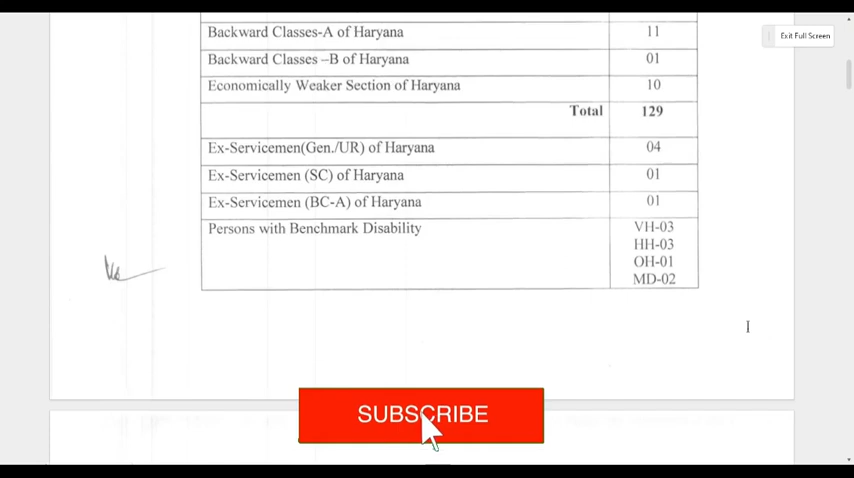 Backward Classes-A of Haryana 11
Backward Classes –B of Haryana 01
Economically Weaker Section of Haryana 10
Total 129
Ex-Servicemen(Gen./UR) of Haryana 04
Ex-Servicemen (SC) of Haryana 01
Ex-Servicemen (BC-A) of Haryana 01
Persons with Benchmark Disability VH-03
HH-03
OH-01
MD-02
Exit Full Screen
SUBSCRIBE